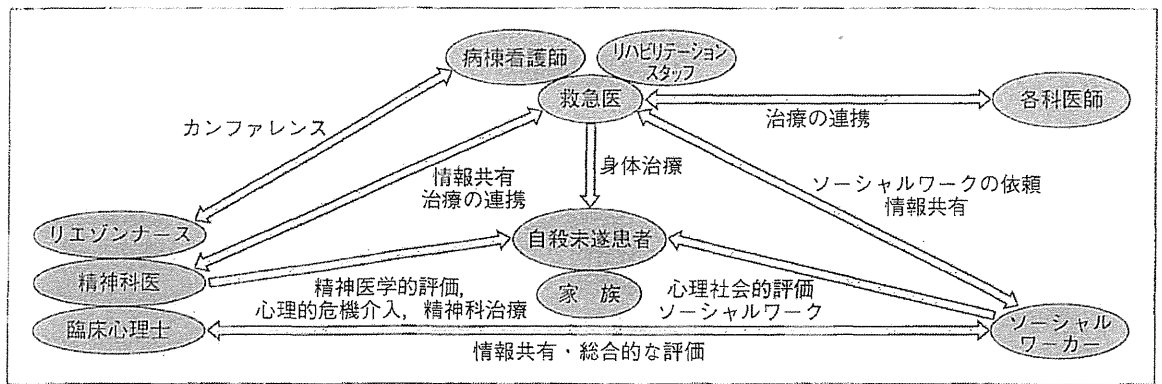 病棟看護師
リハビリテーション
スタッフ
救急医
各科医師
カンファレンス
治療の連携
身体治療
情報共有
治療の連携
ソーシャルワークの依頼
情報共有
リエゾンナース
自殺未遂患者
精神科医
精神医学的評価,
心理的危機介入, 精神科治療
家 族
心理社会的評価
ソーシャルワーク
臨床心理士
ソーシャル
ワーカー
情報共有・総合的な評価